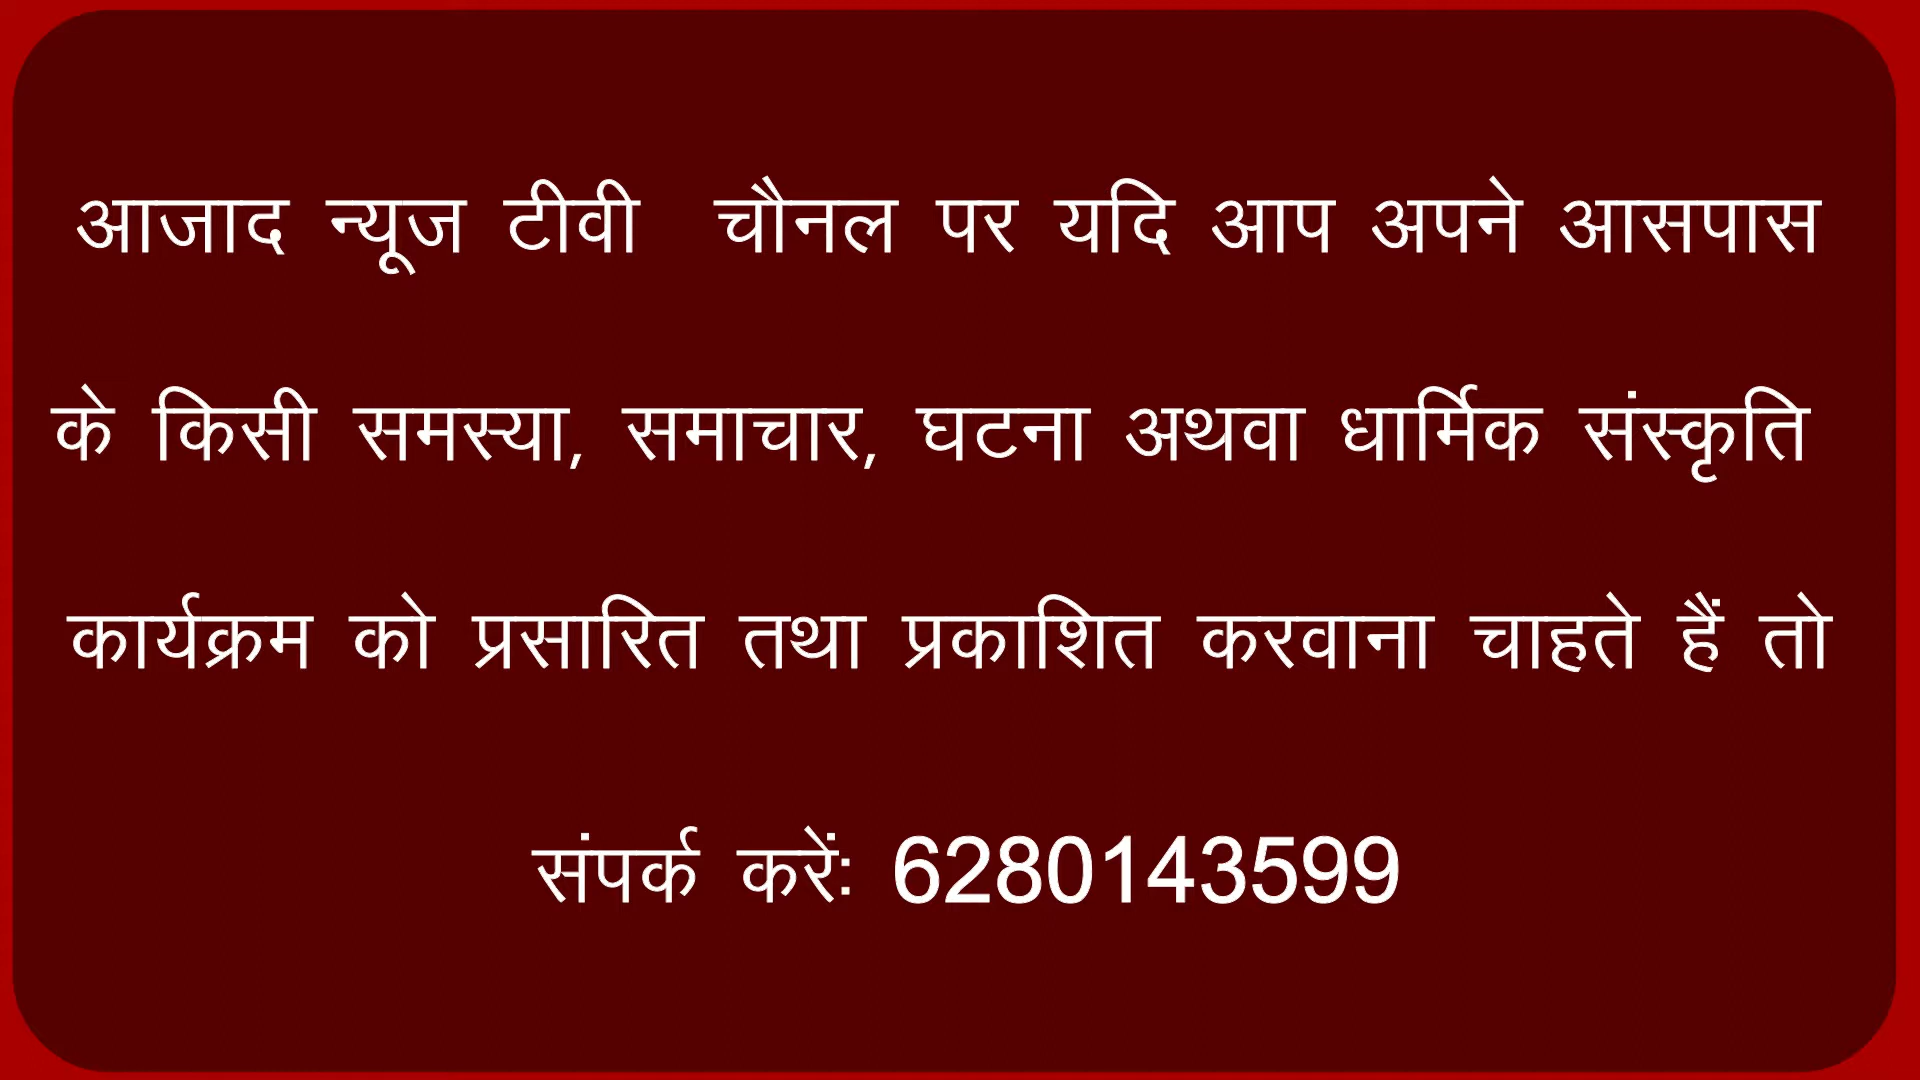 आजाद न्यूज टीवी चौनल पर यदि आप अपने आसपास
के किसी समस्या, समाचार, घटना अथवा धार्मिक संस्कृति
कार्यक्रम को प्रसारित तथा प्रकाशित करवाना चाहते हैं तो
संपर्क करें: 6280143599